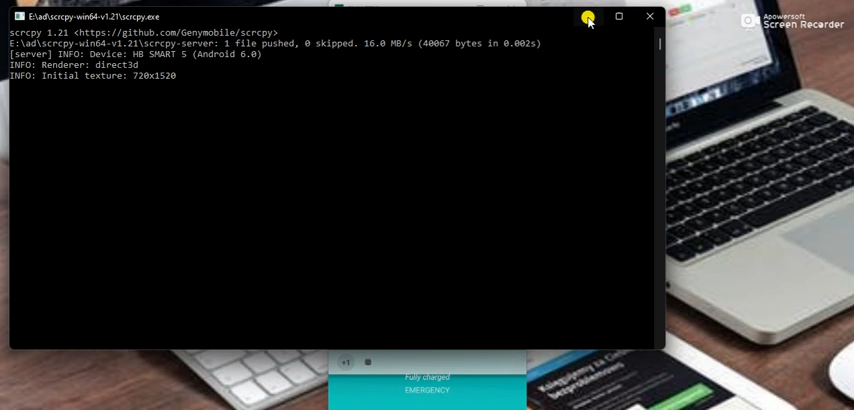 E:\ad\scrcpy-win64-v1.21\scrcpy.exe
scrcpy 1.21 <https://github.com/Genymobile/scrcpy>
E:\ad\scrcpy-win64-v1.21\scrcpy-server: 1 file pushed, 0 skipped. 16.0 MB/s (40067 bytes in 0.002s)
[server] INFO: Device: HB SMART 5 (Android 6.0)
INFO: Renderer: direct3d
INFO: Initial texture: 720x1520
Apowersoft
Screen Recorder
+1
Fully charged
EMERGENCY